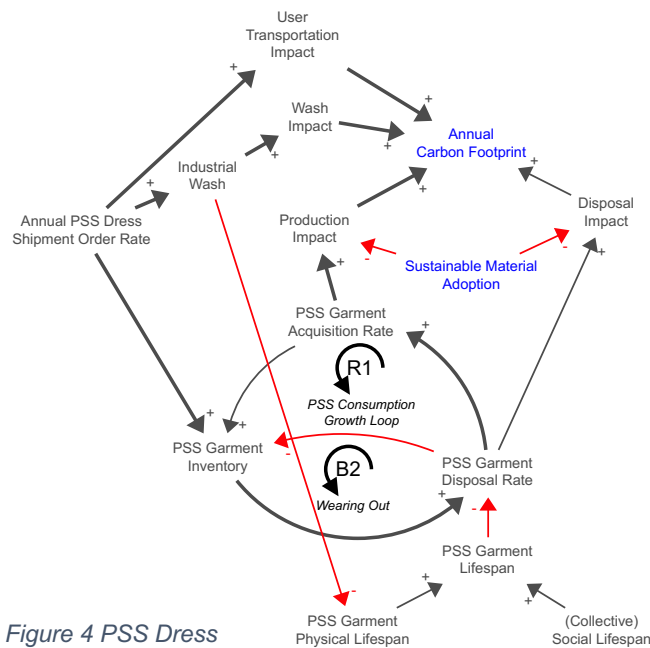 User
Transportation
Impact
+
+
Wash
Impact
+
+
Annual
Carbon Footprint
+
+
Industrial
Wash
+
Annual PSS Dress
Shipment Order Rate
Production
Impact
+
-
Sustainable Material
Adoption
Disposal
Impact
-
+
PSS Garment
Acquisition Rate
+
R1
PSS Consumption
Growth Loop
+
+
PSS Garment
Inventory
-
B2
Wearing Out
PSS Garment
Disposal Rate
+
-
PSS Garment
Lifespan
+
+
-
PSS Garment
Physical Lifespan
(Collective)
Social Lifespan
Figure 4 PSS Dress